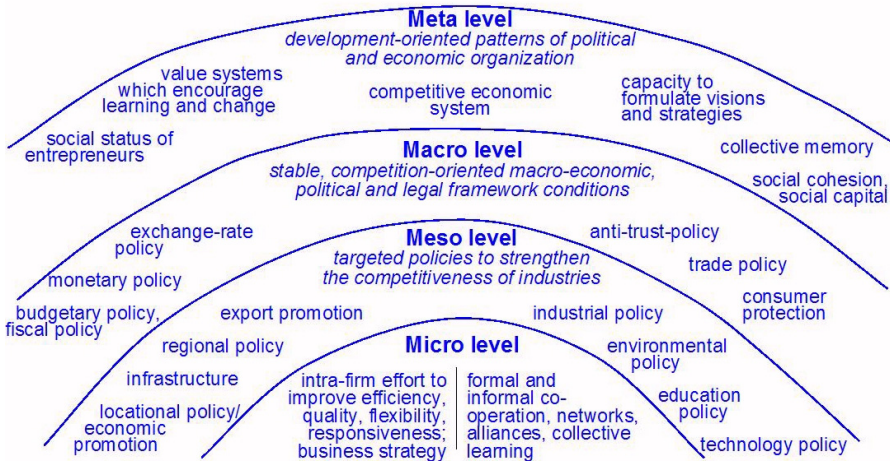 Meta level
development-oriented patterns of political
and economic organization
value systems
which encourage
learning and change
competitive economic
system
capacity to
formulate visions
and strategies
social status of
entrepreneurs
collective memory
social cohesion,
social capital
Macro level
stable, competition-oriented macro-economic,
political and legal framework conditions
exchange-rate
policy
monetary policy
budgetary policy,
fiscal policy
anti-trust-policy
trade policy
consumer
protection
Meso level
targeted policies to strengthen
the competitiveness of industries
export promotion
regional policy
infrastructure
locational policy/
economic
promotion
industrial policy
environmental
policy
education
policy
technology policy
Micro level
intra-firm effort to
improve efficiency,
quality, flexibility,
responsiveness;
business strategy
formal and
informal co-
operation, networks,
alliances, collective
learning